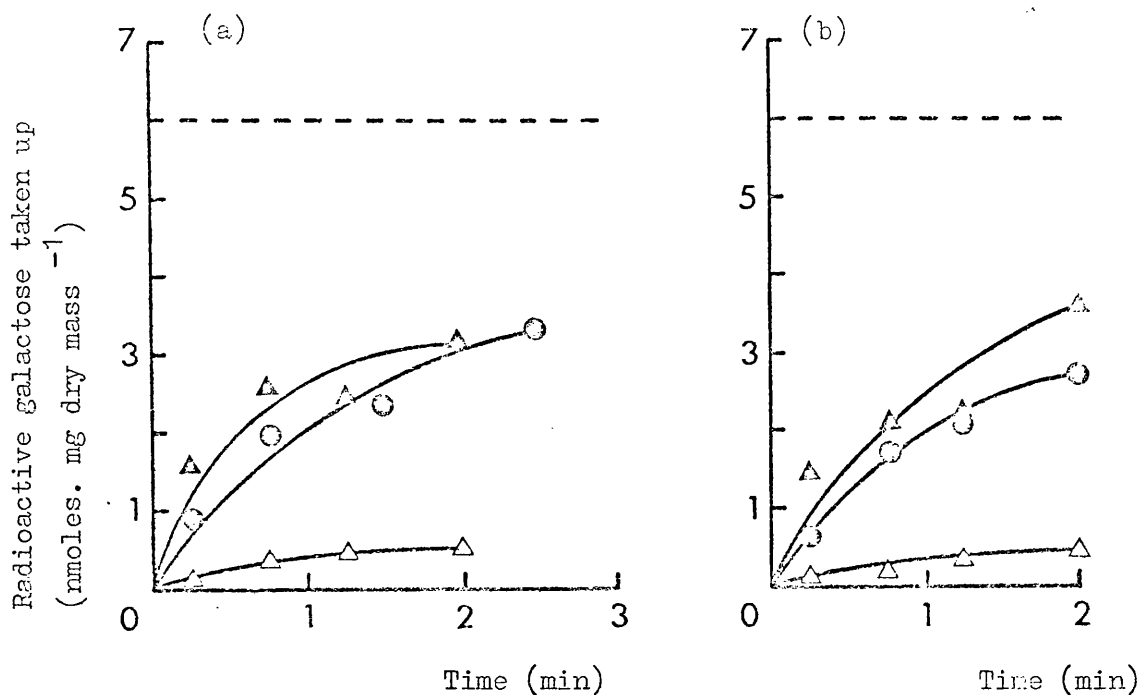 (a)
(b)
Radioactive galactose taken up
(nmoles. mg dry mass⁻¹)
7
5
3
1
0
1
2
3
Time (min)
7
5
3
1
0
1
2
Time (min)